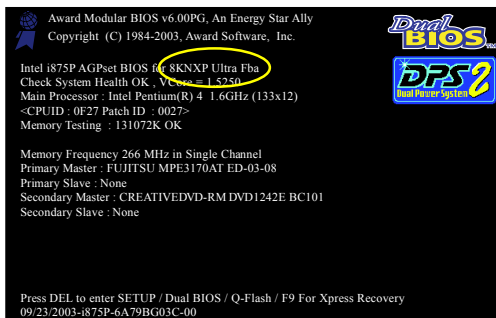 Award Modular BIOS v6.00PG, An Energy Star Ally
Copyright (C) 1984-2003, Award Software, Inc.
Dual
BIOS
Intel i875P AGPset BIOS for 8KNXP Ultra Fba
Check System Health OK , VCore = 1.5250
Main Processor : Intel Pentium(R) 4 1.6GHz (133x12)
<CPUID : 0F27 Patch ID : 0027>
Memory Testing : 131072K OK
DPS2
Dual Power System
Memory Frequency 266 MHz in Single Channel
Primary Master : FUJITSU MPE3170AT ED-03-08
Primary Slave : None
Secondary Master : CREATIVEDVD-RM DVD1242E BC101
Secondary Slave : None
Press DEL to enter SETUP / Dual BIOS / Q-Flash / F9 For Xpress Recovery
09/23/2003-i875P-6A79BG03C-00